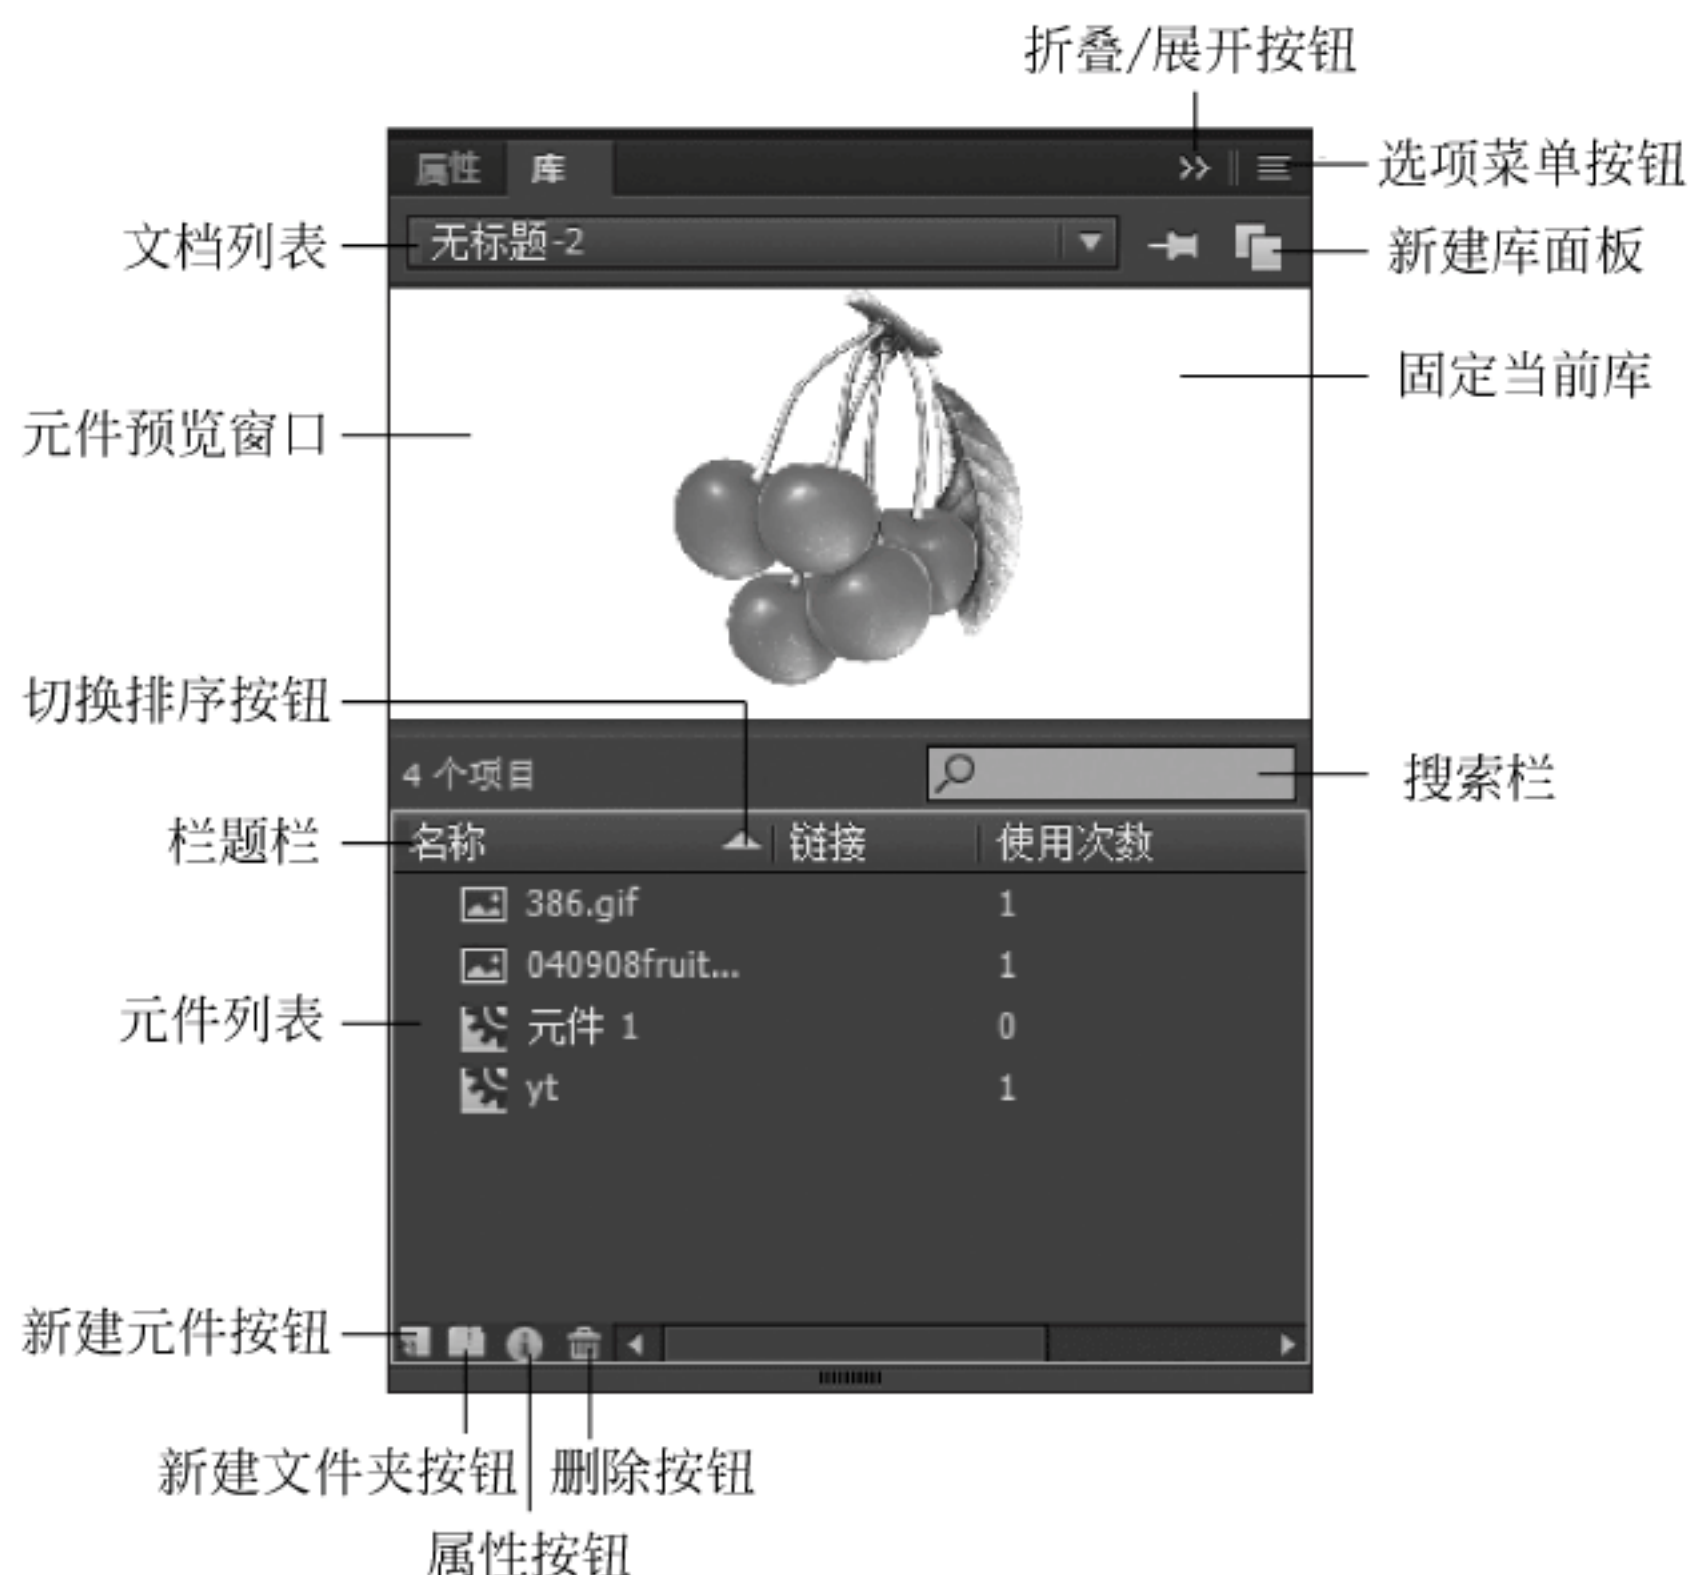 折叠/展开按钮
属性 库
选项菜单按钮
文档列表
无标题-2
新建库面板
固定当前库
元件预览窗口
切换排序按钮
4 个项目
搜索栏
栏题栏
名称 链接 使用次数
386.gif 1
040908fruit... 1
元件列表
元件 1 0
yt 1
新建元件按钮
新建文件夹按钮
删除按钮
属性按钮